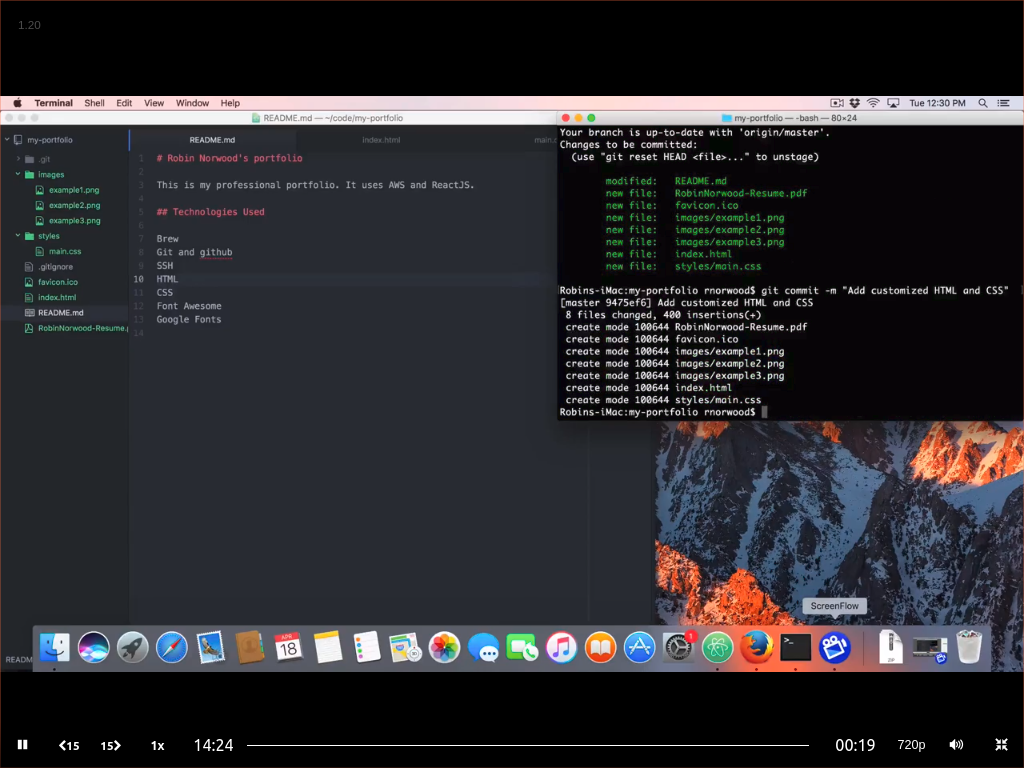 1.20
Terminal Shell Edit View Window Help
Tue 12:30 PM
README.md — ~/code/my-portfolio
my-portfolio
.git
images
example1.png
example2.png
example3.png
styles
main.css
.gitignore
favicon.ico
index.html
README.md
RobinNorwood-Resume.p
README.md index.html main.c
1 # Robin Norwood's portfolio
2
3 This is my professional portfolio. It uses AWS and ReactJS.
4
5 ## Technologies Used
6
7 Brew
8 Git and github
9 SSH
10 HTML
11 CSS
12 Font Awesome
13 Google Fonts
14
my-portfolio — -bash — 80×24
Your branch is up-to-date with 'origin/master'.
Changes to be committed:
(use "git reset HEAD <file>..." to unstage)
modified: README.md
new file: RobinNorwood-Resume.pdf
new file: favicon.ico
new file: images/example1.png
new file: images/example2.png
new file: images/example3.png
new file: index.html
new file: styles/main.css
Robins-iMac:my-portfolio rnorwood$ git commit -m "Add customized HTML and CSS"
[master 9475ef6] Add customized HTML and CSS
8 files changed, 400 insertions(+)
create mode 100644 RobinNorwood-Resume.pdf
create mode 100644 favicon.ico
create mode 100644 images/example1.png
create mode 100644 images/example2.png
create mode 100644 images/example3.png
create mode 100644 index.html
create mode 100644 styles/main.css
Robins-iMac:my-portfolio rnorwood$
ScreenFlow
READM
APR
18
1
ZIP
15 15 1x 14:24 00:19 720p